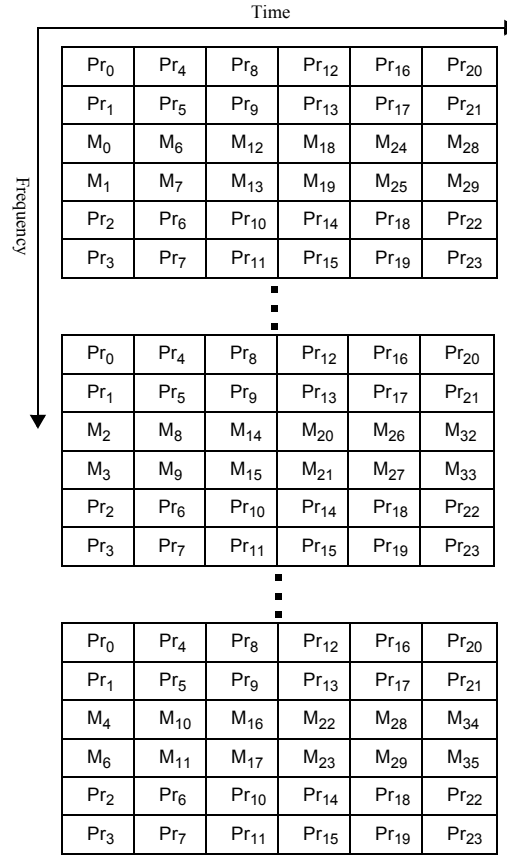 Time
Frequency
Pr0 Pr4 Pr8 Pr12 Pr16 Pr20
Pr1 Pr5 Pr9 Pr13 Pr17 Pr21
M0 M6 M12 M18 M24 M28
M1 M7 M13 M19 M25 M29
Pr2 Pr6 Pr10 Pr14 Pr18 Pr22
Pr3 Pr7 Pr11 Pr15 Pr19 Pr23
Pr0 Pr4 Pr8 Pr12 Pr16 Pr20
Pr1 Pr5 Pr9 Pr13 Pr17 Pr21
M2 M8 M14 M20 M26 M32
M3 M9 M15 M21 M27 M33
Pr2 Pr6 Pr10 Pr14 Pr18 Pr22
Pr3 Pr7 Pr11 Pr15 Pr19 Pr23
Pr0 Pr4 Pr8 Pr12 Pr16 Pr20
Pr1 Pr5 Pr9 Pr13 Pr17 Pr21
M4 M10 M16 M22 M28 M34
M6 M11 M17 M23 M29 M35
Pr2 Pr6 Pr10 Pr14 Pr18 Pr22
Pr3 Pr7 Pr11 Pr15 Pr19 Pr23